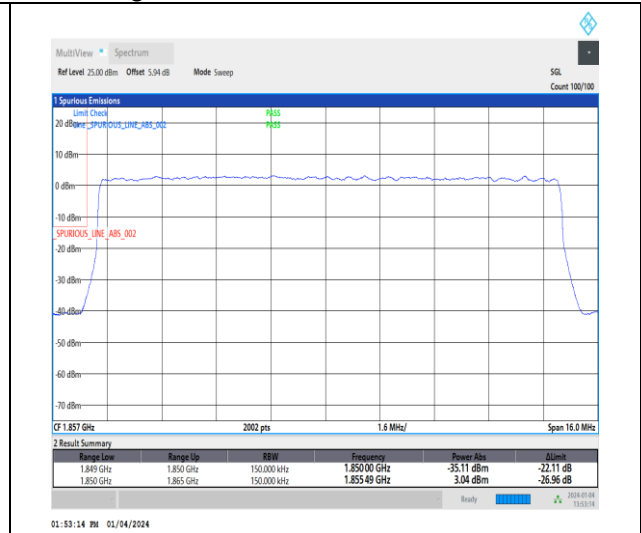 MultiView Spectrum
Ref Level 25.00 dBm Offset 5.94 dB Mode Sweep SGL
Count 100/100
1 Spurious Emissions
Limit Check PASS
20 dBm Line _SPURIOUS_LINE_ABS_002 PASS
10 dBm
0 dBm
-10 dBm
_SPURIOUS_LINE_ABS_002
-20 dBm
-30 dBm
-40 dBm
-50 dBm
-60 dBm
-70 dBm
CF 1.857 GHz 2002 pts 1.6 MHz/ Span 16.0 MHz
2 Result Summary
Range Low Range Up RBW Frequency Power Abs ΔLimit
1.849 GHz 1.850 GHz 150.000 kHz 1.85000 GHz -35.11 dBm -22.11 dB
1.850 GHz 1.865 GHz 150.000 kHz 1.85549 GHz 3.04 dBm -26.96 dB
Ready 2024-01-04
13:53:14
01:53:14 PM 01/04/2024